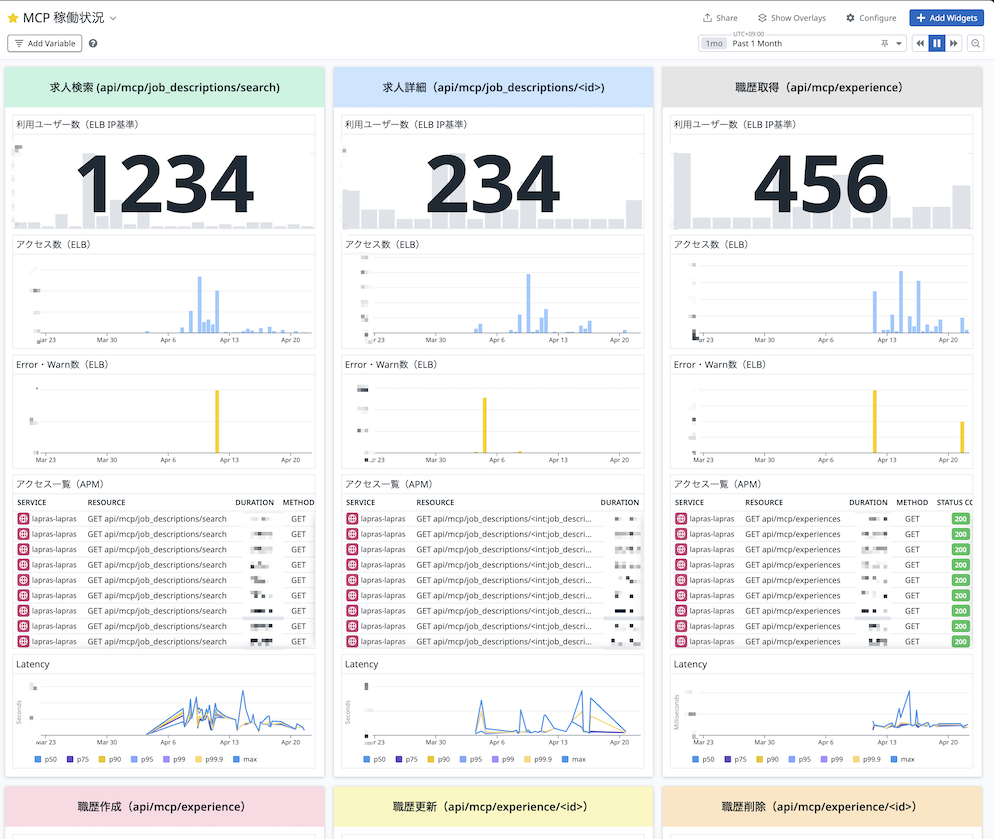 MCP 稼働状況
Share Show Overlays Configure Add Widgets
Add Variable
UTC+09:00
1mo Past 1 Month
求人検索 (api/mcp/job_descriptions/search)
利用ユーザー数（ELB IP基準）
1234
アクセス数（ELB）
Mar 30 Apr 6 Apr 13 Apr 20
Error・Warn数（ELB）
Mar 23 Mar 30 Apr 6 Apr 13 Apr 20
アクセス一覧（APM）
SERVICE RESOURCE DURATION METHOD
lapras-lapras GET api/mcp/job_descriptions/search GET
lapras-lapras GET api/mcp/job_descriptions/search GET
lapras-lapras GET api/mcp/job_descriptions/search GET
lapras-lapras GET api/mcp/job_descriptions/search GET
lapras-lapras GET api/mcp/job_descriptions/search GET
lapras-lapras GET api/mcp/job_descriptions/search GET
lapras-lapras GET api/mcp/job_descriptions/search GET
lapras-lapras GET api/mcp/job_descriptions/search GET
lapras-lapras GET api/mcp/job_descriptions/search GET
Latency
Seconds
Mar 30 Apr 6 Apr 13 Apr 20
p50 p75 p90 p95 p99 p99.9 max
求人詳細（api/mcp/job_descriptions/<id>)
利用ユーザー数（ELB IP基準）
234
アクセス数（ELB）
Mar 30 Apr 6 Apr 13 Apr 20
Error・Warn数（ELB）
Mar 30 Apr 6 Apr 13 Apr 20
アクセス一覧（APM）
SERVICE RESOURCE DURATION
lapras-lapras GET api/mcp/job_descriptions/<int:job_descri...
lapras-lapras GET api/mcp/job_descriptions/<int:job_descri...
lapras-lapras GET api/mcp/job_descriptions/<int:job_descri...
lapras-lapras GET api/mcp/job_descriptions/<int:job_descri...
lapras-lapras GET api/mcp/job_descriptions/<int:job_descri...
lapras-lapras GET api/mcp/job_descriptions/<int:job_descri...
lapras-lapras GET api/mcp/job_descriptions/<int:job_descri...
lapras-lapras GET api/mcp/job_descriptions/<int:job_descri...
lapras-lapras GET api/mcp/job_descriptions/<int:job_descri...
Latency
Seconds
Mar 30 Apr 6 Apr 13 Apr 20
p50 p75 p90 p95 p99 p99.9 max
職歴取得（api/mcp/experience）
利用ユーザー数（ELB IP基準）
456
アクセス数（ELB）
Mar 30 Apr 6 Apr 13 Apr 20
Error・Warn数（ELB）
Mar 23 Mar 30 Apr 6 Apr 13 Apr 20
アクセス一覧（APM）
SERVICE RESOURCE DURATION METHOD STATUS CO
lapras-lapras GET api/mcp/experiences GET 200
lapras-lapras GET api/mcp/experiences GET 200
lapras-lapras GET api/mcp/experiences GET 200
lapras-lapras GET api/mcp/experiences GET 200
lapras-lapras GET api/mcp/experiences GET 200
lapras-lapras GET api/mcp/experiences GET 200
lapras-lapras GET api/mcp/experiences GET 200
lapras-lapras GET api/mcp/experiences GET 200
lapras-lapras GET api/mcp/experiences GET 200
Latency
Milliseconds
Mar 23 Mar 30 Apr 6 Apr 13 Apr 20
p50 p75 p90 p95 p99 p99.9 max
職歴作成（api/mcp/experience）
職歴更新（api/mcp/experience/<id>）
職歴削除（api/mcp/experience/<id>）